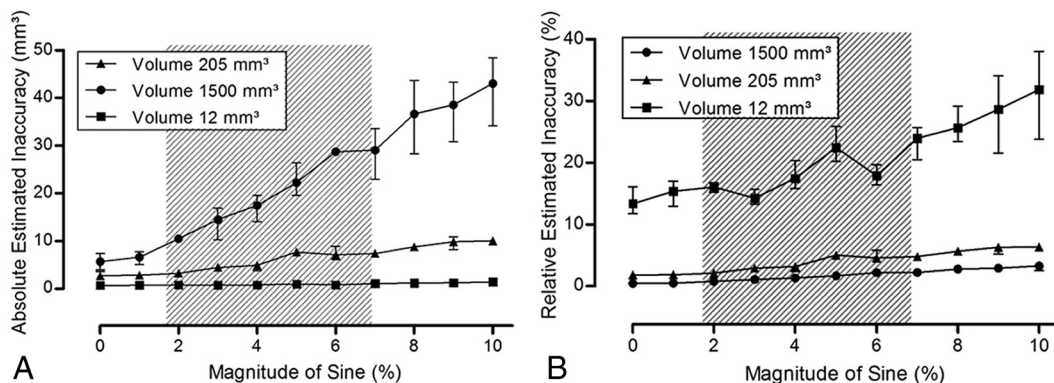 Absolute Estimated Inaccuracy (mm³)
50
40
30
20
10
0
Volume 205 mm³
Volume 1500 mm³
Volume 12 mm³
0 2 4 6 8 10
Magnitude of Sine (%)
A
Relative Estimated Inaccuracy (%)
40
30
20
10
0
Volume 1500 mm³
Volume 205 mm³
Volume 12 mm³
0 2 4 6 8 10
Magnitude of Sine (%)
B